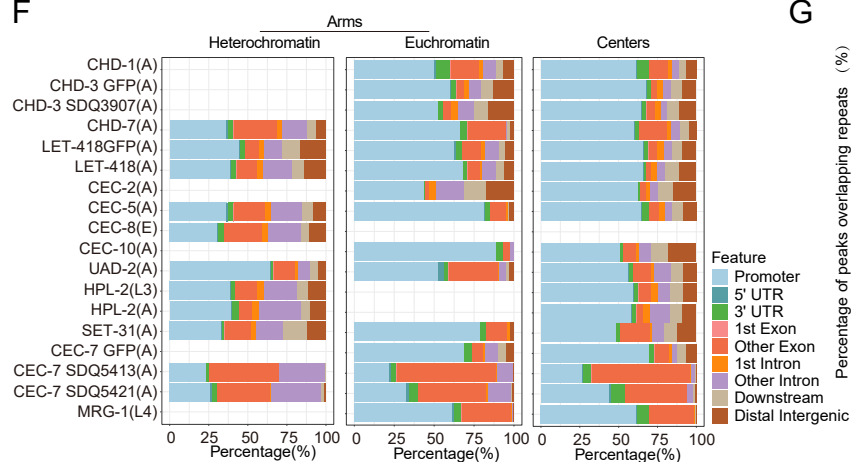 F
G
Arms
Heterochromatin
Euchromatin
Centers
CHD-1(A)
CHD-3 GFP(A)
CHD-3 SDQ3907(A)
CHD-7(A)
LET-418GFP(A)
LET-418(A)
CEC-2(A)
CEC-5(A)
CEC-8(E)
CEC-10(A)
UAD-2(A)
HPL-2(L3)
HPL-2(A)
SET-31(A)
CEC-7 GFP(A)
CEC-7 SDQ5413(A)
CEC-7 SDQ5421(A)
MRG-1(L4)
0 25 50 75 100
0 25 50 75 100
0 25 50 75 100
Percentage(%)
Percentage(%)
Percentage(%)
Feature
Promoter
5' UTR
3' UTR
1st Exon
Other Exon
1st Intron
Other Intron
Downstream
Distal Intergenic
Percentage of peaks overlapping repeats (%)